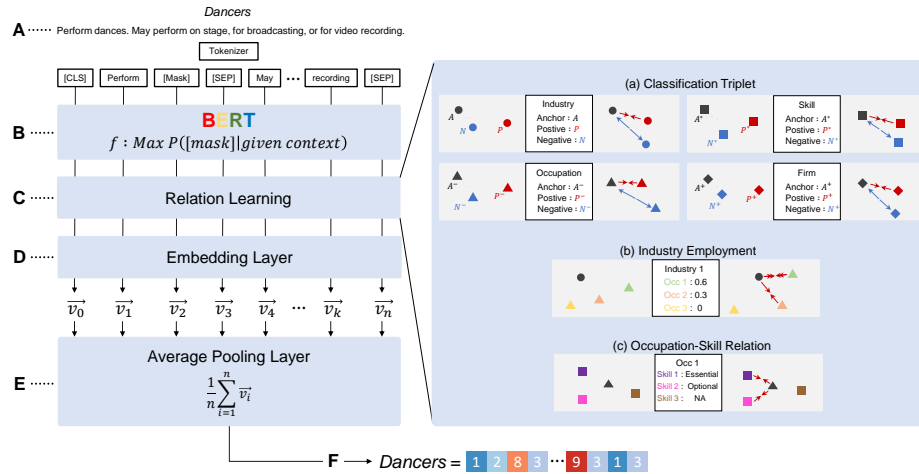 Dancers
A
Perform dances. May perform on stage, for broadcasting, or for video recording.
Tokenizer
[CLS] Perform [Mask] [SEP] May ... recording [SEP]
B
BERT
f : Max P([mask]|given context)
C
Relation Learning
D
Embedding Layer
v₀ v₁ v₂ v₃ v₄ ... vₖ vₙ
E
Average Pooling Layer
1/n ∑ᵢ₌₁ⁿ vᵢ
F
Dancers = 1 2 8 3 ... 9 3 1 3
(a) Classification Triplet
A
N
P
Industry
Anchor : A
Postive : P
Negative : N
A*
P*
N*
Skill
Anchor : A*
Postive : P*
Negative : N*
A⁻
N⁻
P⁻
Occupation
Anchor : A⁻
Postive : P⁻
Negative : N⁻
A⁺
N⁺
P⁺
Firm
Anchor : A⁺
Postive : P⁺
Negative : N⁺
(b) Industry Employment
Industry 1
Occ 1 : 0.6
Occ 2 : 0.3
Occ 3 : 0
(c) Occupation-Skill Relation
Occ 1
Skill 1 : Essential
Skill 2 : Optional
Skill 3 : NA